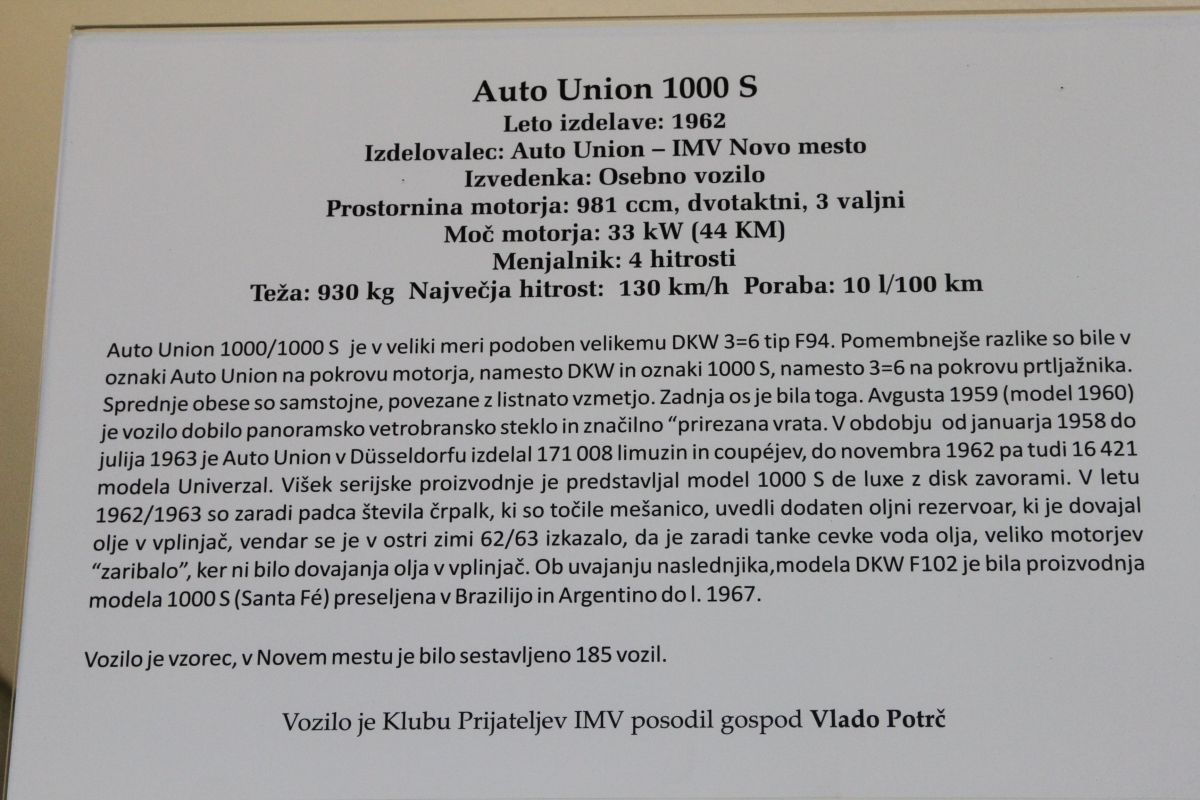 Auto Union 1000 S
Leto izdelave: 1962
Izdelovalec: Auto Union – IMV Novo mesto
Izvedenka: Osebno vozilo
Prostornina motorja: 981 ccm, dvotaktni, 3 valjni
Moč motorja: 33 kW (44 KM)
Menjalnik: 4 hitrosti
Teža: 930 kg  Največja hitrost:  130 km/h  Poraba: 10 l/100 km
Auto Union 1000/1000 S  je v veliki meri podoben velikemu DKW 3=6 tip F94. Pomembnejše razlike so bile v
oznaki Auto Union na pokrovu motorja, namesto DKW in oznaki 1000 S, namesto 3=6 na pokrovu prtljažnika.
Sprednje obese so samstojne, povezane z listnato vzmetjo. Zadnja os je bila toga. Avgusta 1959 (model 1960)
je vozilo dobilo panoramsko vetrobransko steklo in značilno “prirezana vrata. V obdobju  od januarja 1958 do
julija 1963 je Auto Union v Düsseldorfu izdelal 171 008 limuzin in coupéjev, do novembra 1962 pa tudi 16 421
modela Univerzal. Višek serijske proizvodnje je predstavljal model 1000 S de luxe z disk zavorami. V letu
1962/1963 so zaradi padca števila črpalk, ki so točile mešanico, uvedli dodaten oljni rezervoar, ki je dovajal
olje v vplinjač, vendar se je v ostri zimi 62/63 izkazalo, da je zaradi tanke cevke voda olja, veliko motorjev
“zaribalo”, ker ni bilo dovajanja olja v vplinjač. Ob uvajanju naslednjika,modela DKW F102 je bila proizvodnja
modela 1000 S (Santa Fé) preseljena v Brazilijo in Argentino do l. 1967.
Vozilo je vzorec, v Novem mestu je bilo sestavljeno 185 vozil.
Vozilo je Klubu Prijateljev IMV posodil gospod Vlado Potrč